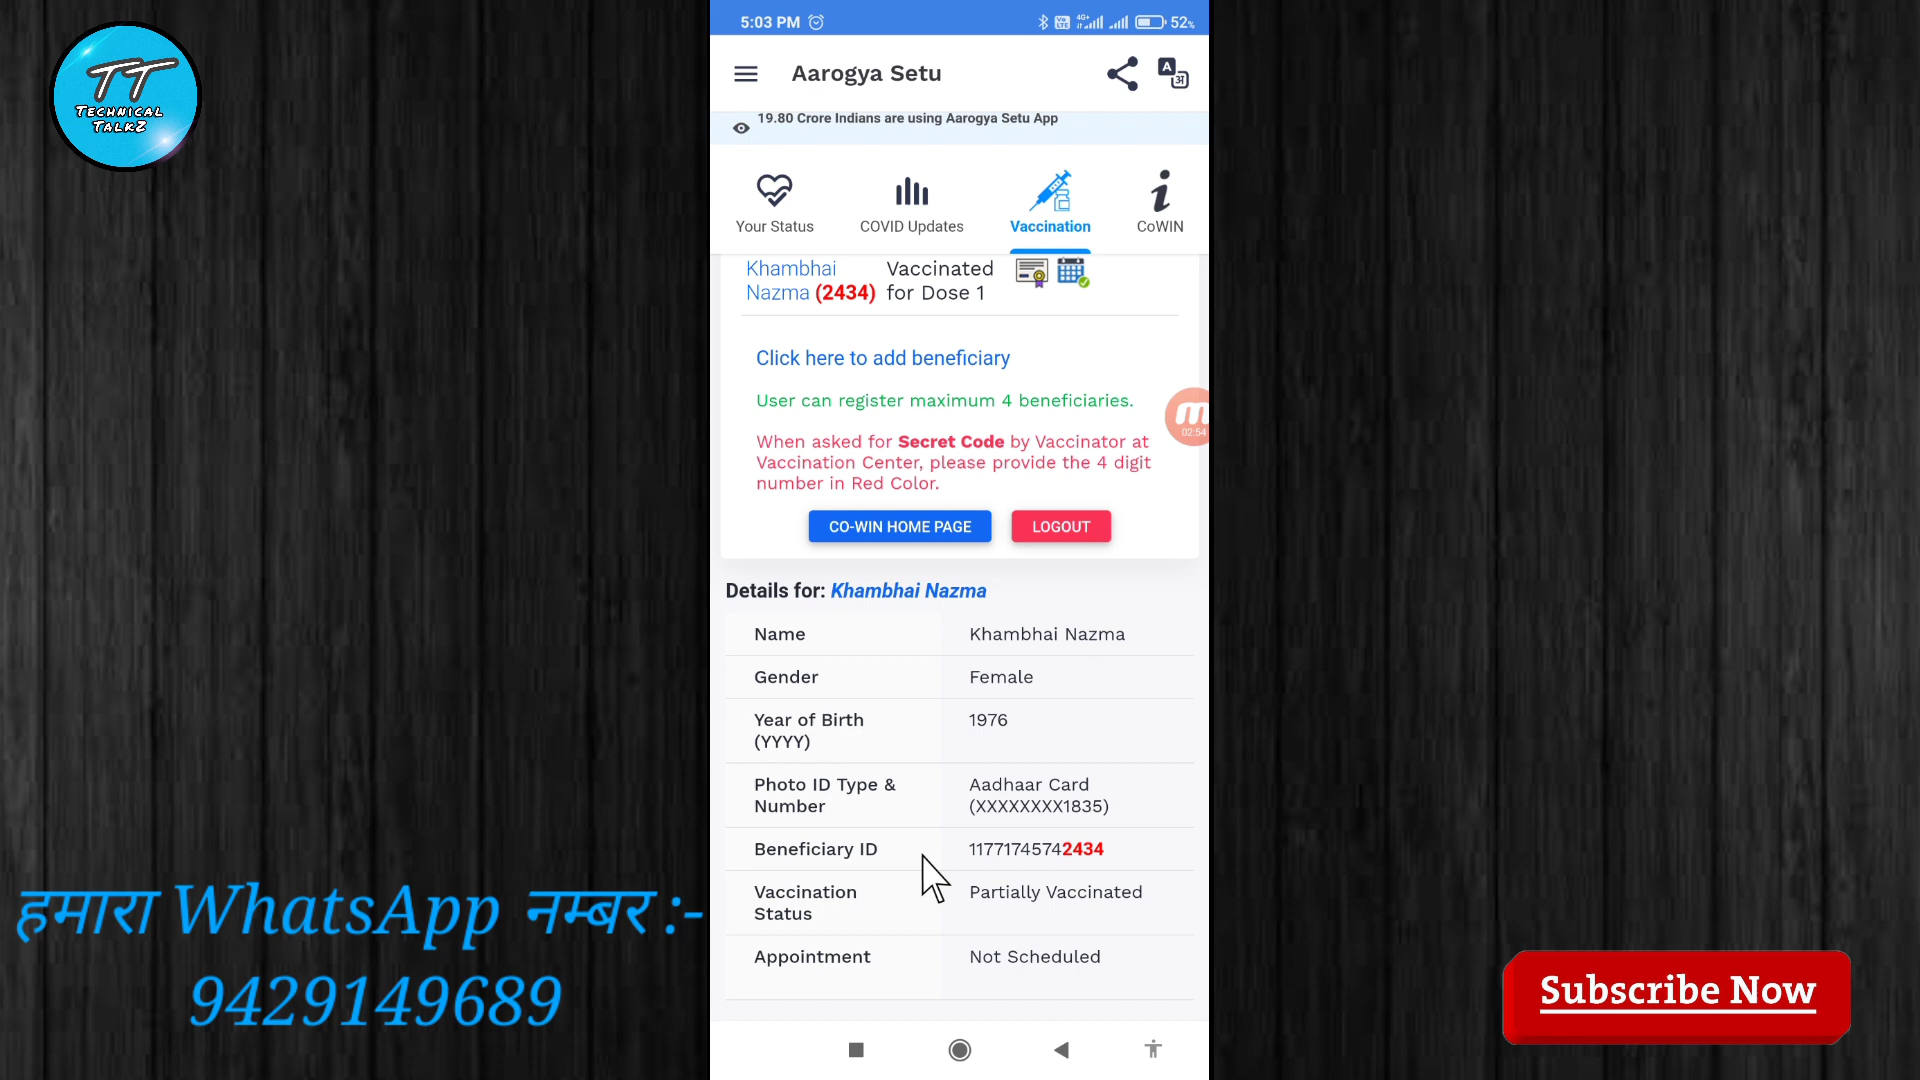 TT
TECHNICAL
TALKZ
5:03 PM
4G+
52%
Aarogya Setu
A
अ
19.80 Crore Indians are using Aarogya Setu App
Your Status
COVID Updates
Vaccination
CoWIN
Khambhai
Nazma (2434)
Vaccinated
for Dose 1
Click here to add beneficiary
User can register maximum 4 beneficiaries.
02:54
When asked for Secret Code by Vaccinator at
Vaccination Center, please provide the 4 digit
number in Red Color.
CO-WIN HOME PAGE
LOGOUT
Details for: Khambhai Nazma
Name Khambhai Nazma
Gender Female
Year of Birth
(YYYY)
1976
Photo ID Type &
Number
Aadhaar Card
(XXXXXXXX1835)
Beneficiary ID 11771745742434
Vaccination
Status
Partially Vaccinated
Appointment Not Scheduled
हमारा WhatsApp नम्बर :-
9429149689
Subscribe Now